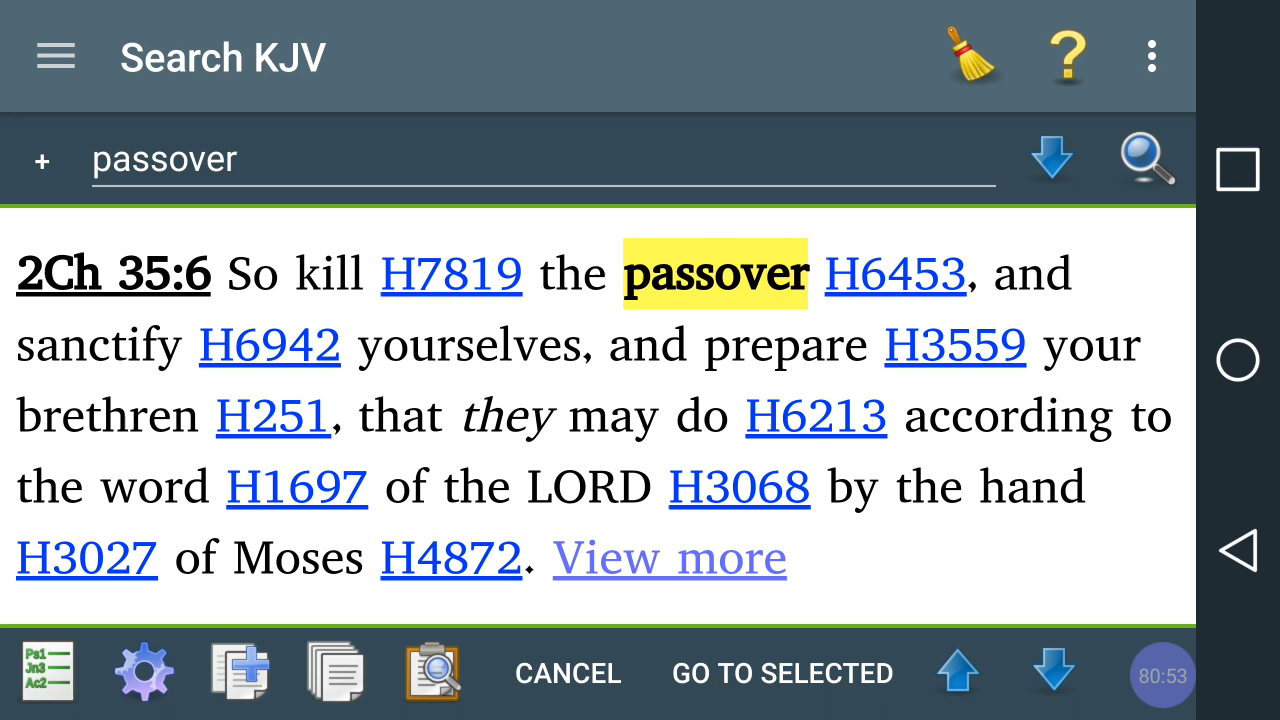 Search KJV
+ passover
2Ch 35:6 So kill H7819 the passover H6453, and
sanctify H6942 yourselves, and prepare H3559 your
brethren H251, that they may do H6213 according to
the word H1697 of the LORD H3068 by the hand
H3027 of Moses H4872. View more
Ps1
Jn3
Ac2
CANCEL GO TO SELECTED
80:53